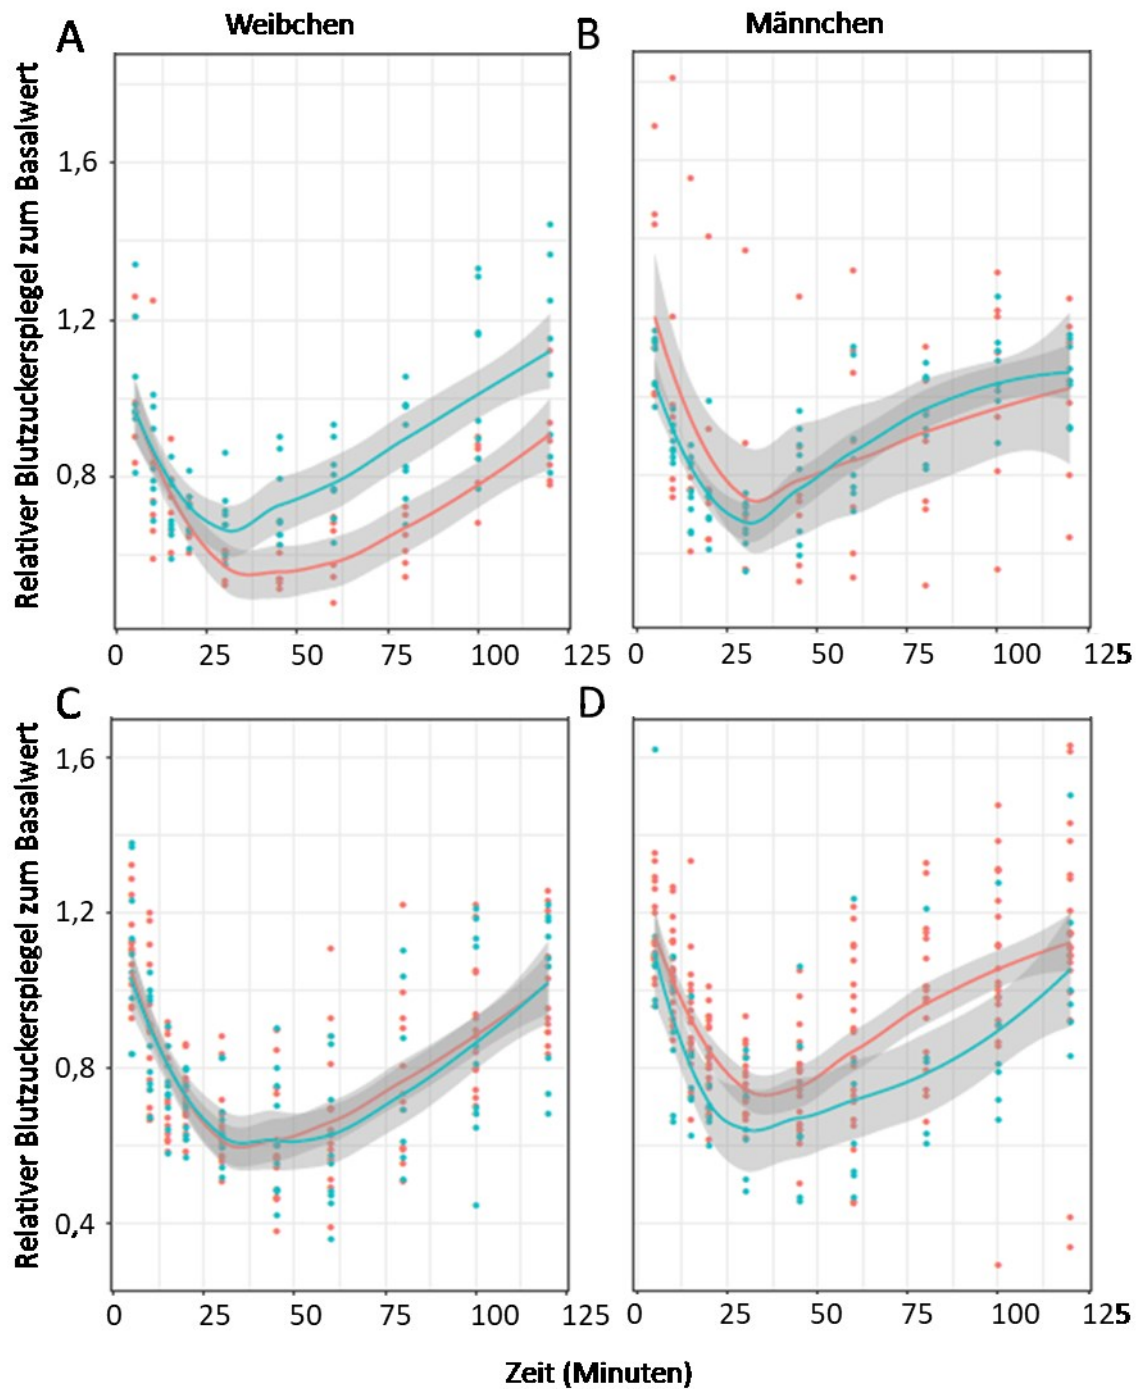 A Weibchen B Männchen
Relativer Blutzuckerspiegel zum Basalwert
1,6
1,2
0,8
0 25 50 75 100 125 0 25 50 75 100 125
C D
Relativer Blutzuckerspiegel zum Basalwert
1,6
1,2
0,8
0,4
0 25 50 75 100 125 0 25 50 75 100 125
Zeit (Minuten)